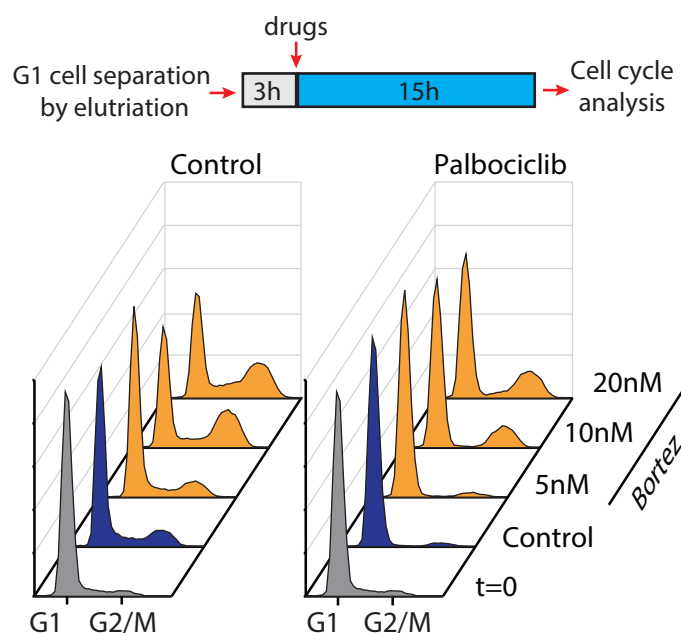 drugs
G1 cell separation
by elutriation
3h
15h
Cell cycle
analysis
Control
Palbociclib
20nM
10nM
5nM
Bortez
Control
t=0
G1
G2/M
G1
G2/M